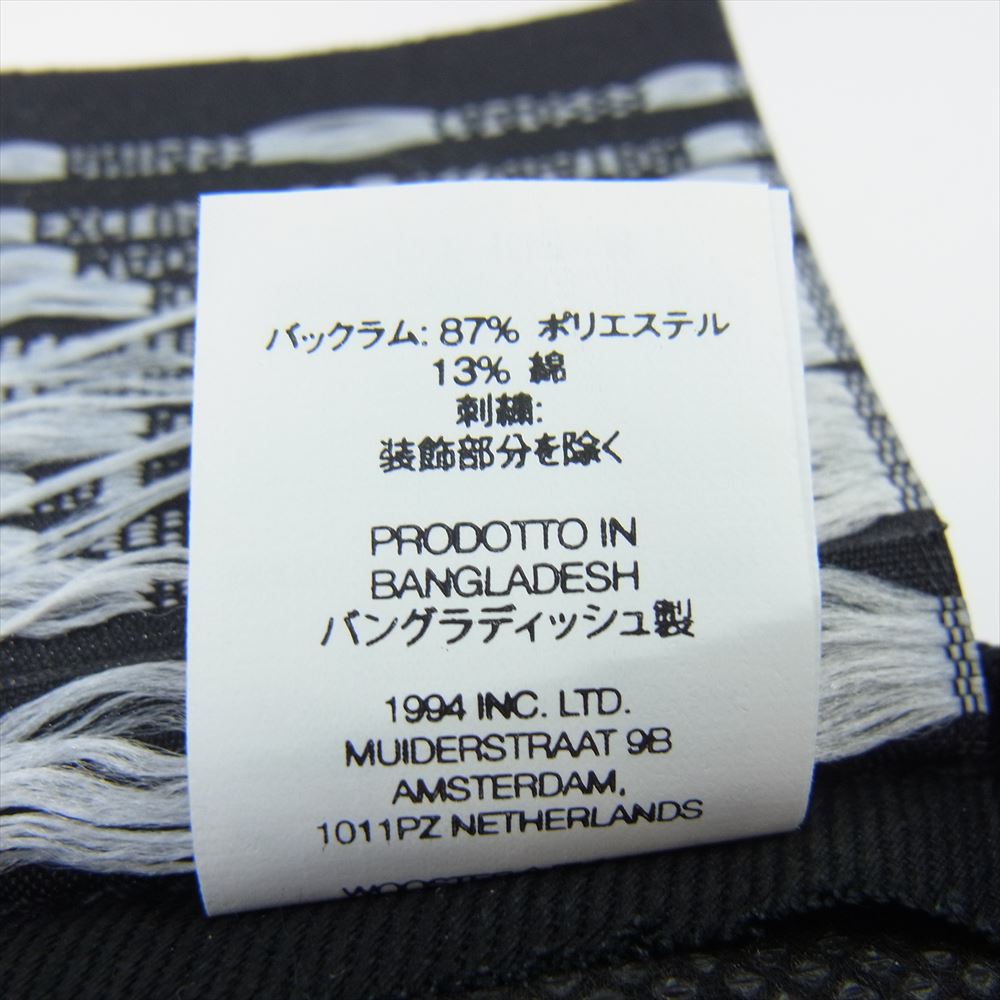 バックラム: 87% ポリエステル
13% 綿
刺繍:
装飾部分を除く
PRODOTTO IN
BANGLADESH
バングラディッシュ製
1994 INC. LTD.
MUIDERSTRAAT 9B
AMSTERDAM,
1011PZ NETHERLANDS